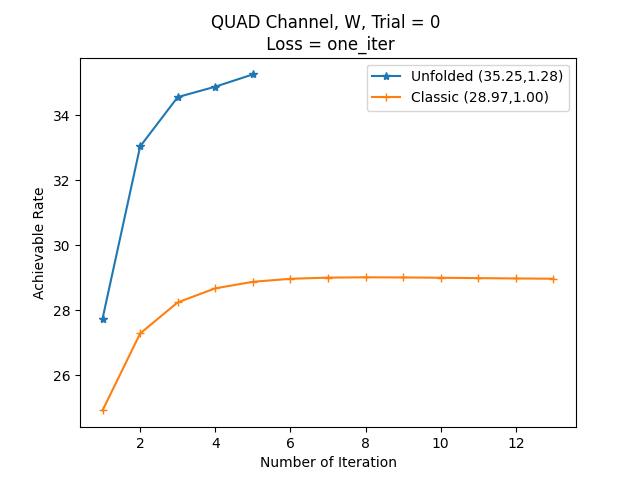 QUAD Channel, W, Trial = 0
Loss = one_iter
Unfolded (35.25,1.28)
Classic (28.97,1.00)
34
32
30
28
26
Achievable Rate
2 4 6 8 10 12
Number of Iteration